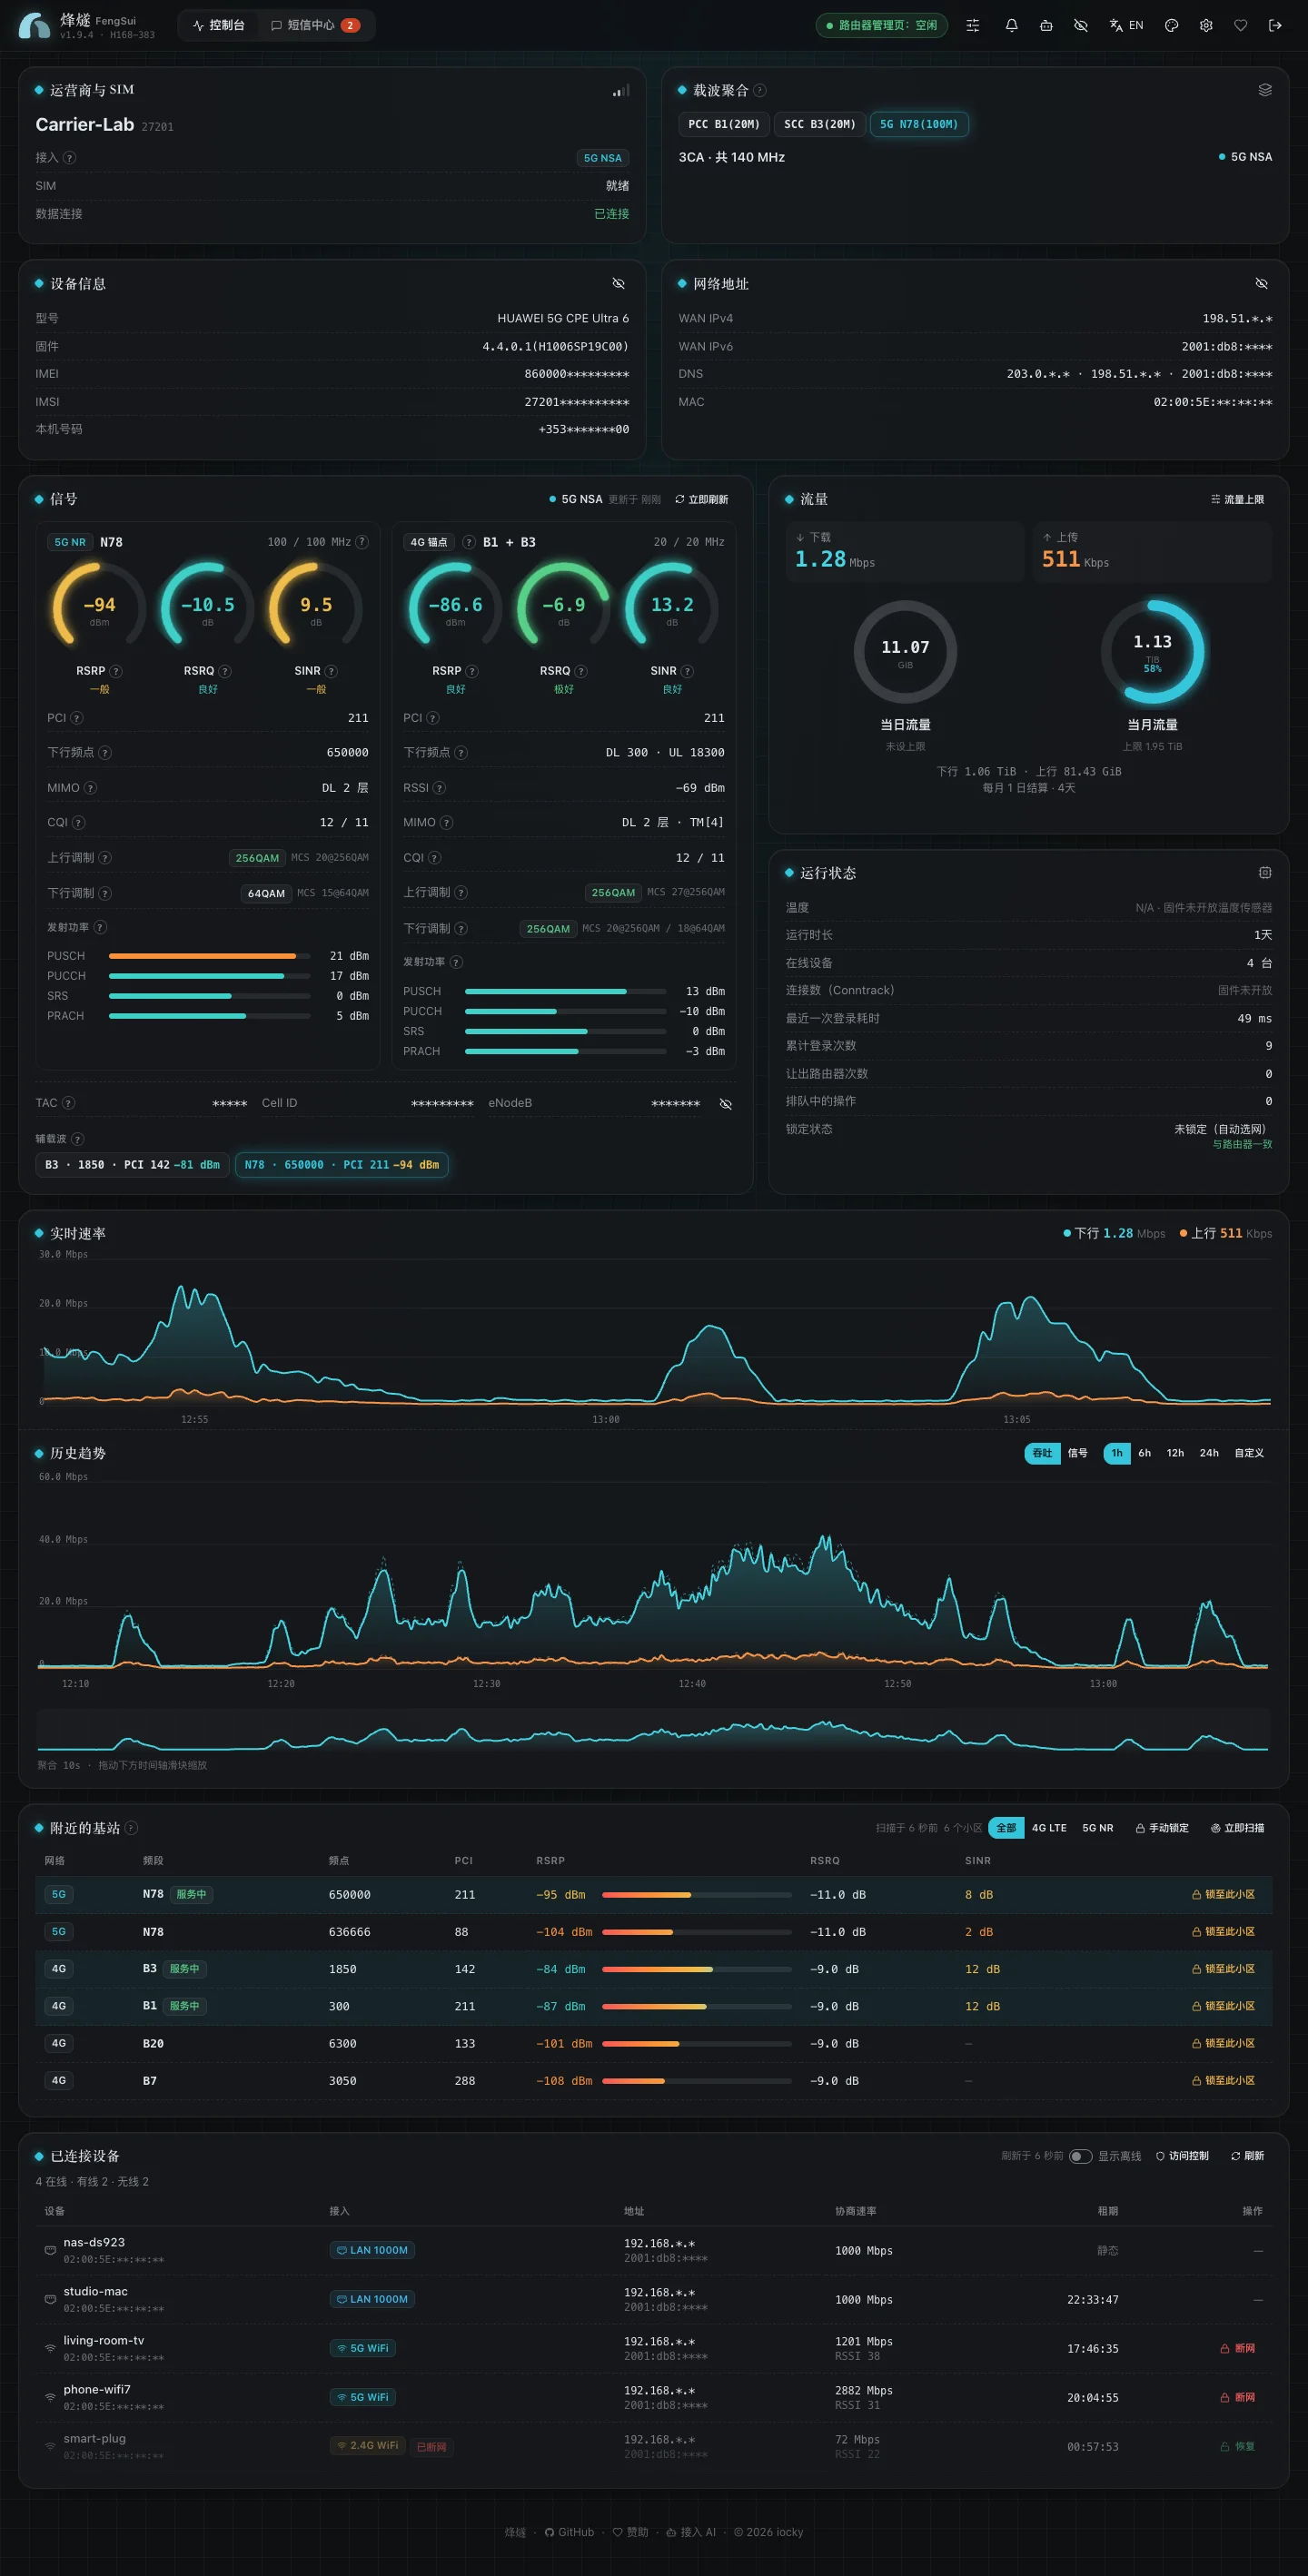 烽燧 FengSui
v1.9.4 · H168-383
控制台
短信中心 2
路由器管理页：空闲
EN
运营商与 SIM
Carrier-Lab 27201
接入 ? 5G NSA
SIM 就绪
数据连接 已连接
载波聚合 ?
PCC B1(20M) SCC B3(20M) 5G N78(100M)
3CA · 共 140 MHz 5G NSA
设备信息
型号 HUAWEI 5G CPE Ultra 6
固件 4.4.0.1(H1006SP19C00)
IMEI 860000*********
IMSI 27201**********
本机号码 +353*******00
网络地址
WAN IPv4 198.51.*.*
WAN IPv6 2001:db8:****
DNS 203.0.*.* · 198.51.*.* · 2001:db8:****
MAC 02:00:5E:**:**:**
信号 5G NSA 更新于 刚刚 立即刷新
5G NR N78 100 / 100 MHz ?
-94 dBm -10.5 dB 9.5 dB
RSRP ? RSRQ ? SINR ?
一般 良好 一般
PCI ? 211
下行频点 ? 650000
MIMO ? DL 2 层
CQI ? 12 / 11
上行调制 ? 256QAM MCS 20@256QAM
下行调制 ? 64QAM MCS 15@64QAM
发射功率 ?
PUSCH 21 dBm
PUCCH 17 dBm
SRS 0 dBm
PRACH 5 dBm
4G 锚点 ? B1 + B3 20 / 20 MHz
-86.6 dBm -6.9 dB 13.2 dB
RSRP ? RSRQ ? SINR ?
良好 极好 良好
PCI ? 211
下行频点 ? DL 300 · UL 18300
RSSI ? -69 dBm
MIMO ? DL 2 层 · TM[4]
CQI ? 12 / 11
上行调制 ? 256QAM MCS 27@256QAM
下行调制 ? 256QAM MCS 20@256QAM / 18@64QAM
发射功率 ?
PUSCH 13 dBm
PUCCH -10 dBm
SRS 0 dBm
PRACH -3 dBm
TAC ? ***** Cell ID ********* eNodeB *******
辅载波 ?
B3 · 1850 · PCI 142 -81 dBm N78 · 650000 · PCI 211 -94 dBm
流量 流量上限
↓ 下载 ↑ 上传
1.28 Mbps 511 Kbps
11.07 GiB 1.13 TiB 58%
当日流量 当月流量
未设上限 上限 1.95 TiB
下行 1.06 TiB · 上行 81.43 GiB
每月 1 日结算 · 4天
运行状态
温度 N/A · 固件未开放温度传感器
运行时长 1天
在线设备 4 台
连接数（Conntrack） 固件未开放
最近一次登录耗时 49 ms
累计登录次数 9
让出路由器次数 0
排队中的操作 0
锁定状态 未锁定（自动选网）
与路由器一致
实时速率 下行 1.28 Mbps 上行 511 Kbps
30.0 Mbps
20.0 Mbps
10.0 Mbps
0
12:55 13:00 13:05
历史趋势 吞吐 信号 1h 6h 12h 24h 自定义
60.0 Mbps
40.0 Mbps
20.0 Mbps
0
12:10 12:20 12:30 12:40 12:50 13:00
聚合 10s · 拖动下方时间轴滑块缩放
附近的基站 ? 扫描于 6 秒前 6 个小区 全部 4G LTE 5G NR 手动锁定 立即扫描
网络 频段 频点 PCI RSRP RSRQ SINR
5G N78 服务中 650000 211 -95 dBm -11.0 dB 8 dB 锁至此小区
5G N78 636666 88 -104 dBm -11.0 dB 2 dB 锁至此小区
4G B3 服务中 1850 142 -84 dBm -9.0 dB 12 dB 锁至此小区
4G B1 服务中 300 211 -87 dBm -9.0 dB 12 dB 锁至此小区
4G B20 6300 133 -101 dBm -9.0 dB — 锁至此小区
4G B7 3050 288 -108 dBm -9.0 dB — 锁至此小区
已连接设备 刷新于 6 秒前 显示离线 访问控制 刷新
4 在线 · 有线 2 · 无线 2
设备 接入 地址 协商速率 租期 操作
nas-ds923 LAN 1000M 192.168.*.* 1000 Mbps 静态 —
02:00:5E:**:**:** 2001:db8:****
studio-mac LAN 1000M 192.168.*.* 1000 Mbps 22:33:47 —
02:00:5E:**:**:** 2001:db8:****
living-room-tv 5G WiFi 192.168.*.* 1201 Mbps 17:46:35 断网
02:00:5E:**:**:** 2001:db8:**** RSSI 38
phone-wifi7 5G WiFi 192.168.*.* 2882 Mbps 20:04:55 断网
02:00:5E:**:**:** 2001:db8:**** RSSI 31
smart-plug 2.4G WiFi 已断网 192.168.*.* 72 Mbps 00:57:53 恢复
02:00:5E:**:**:** 2001:db8:**** RSSI 22
烽燧 · GitHub · 赞助 · 接入 AI · © 2026 iocky